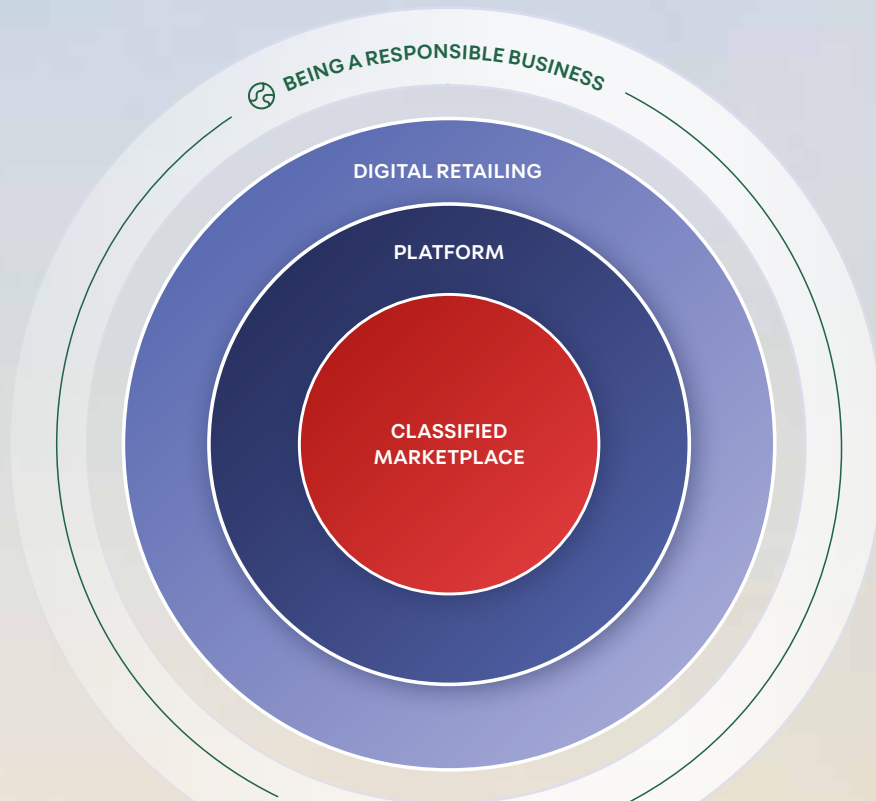 BEING A RESPONSIBLE BUSINESS
DIGITAL RETAILING
PLATFORM
CLASSIFIED
MARKETPLACE